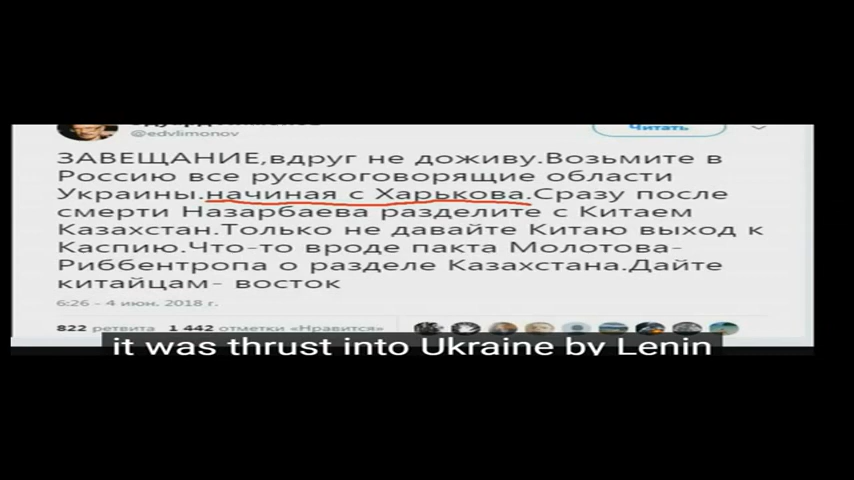 @edvlimonov
Читать
ЗАВЕЩАНИЕ,вдруг не доживу.Возьмите в
Россию все русскоговорящие области
Украины.начиная с Харькова.Сразу после
смерти Назарбаева разделите с Китаем
Казахстан.Только не давайте Китаю выход к
Каспию.Что-то вроде пакта Молотова-
Риббентропа о разделе Казахстана.Дайте
китайцам- восток
6:26 - 4 июн. 2018 г.
822 ретвита 1 442 отметки «Нравится»
it was thrust into Ukraine by Lenin